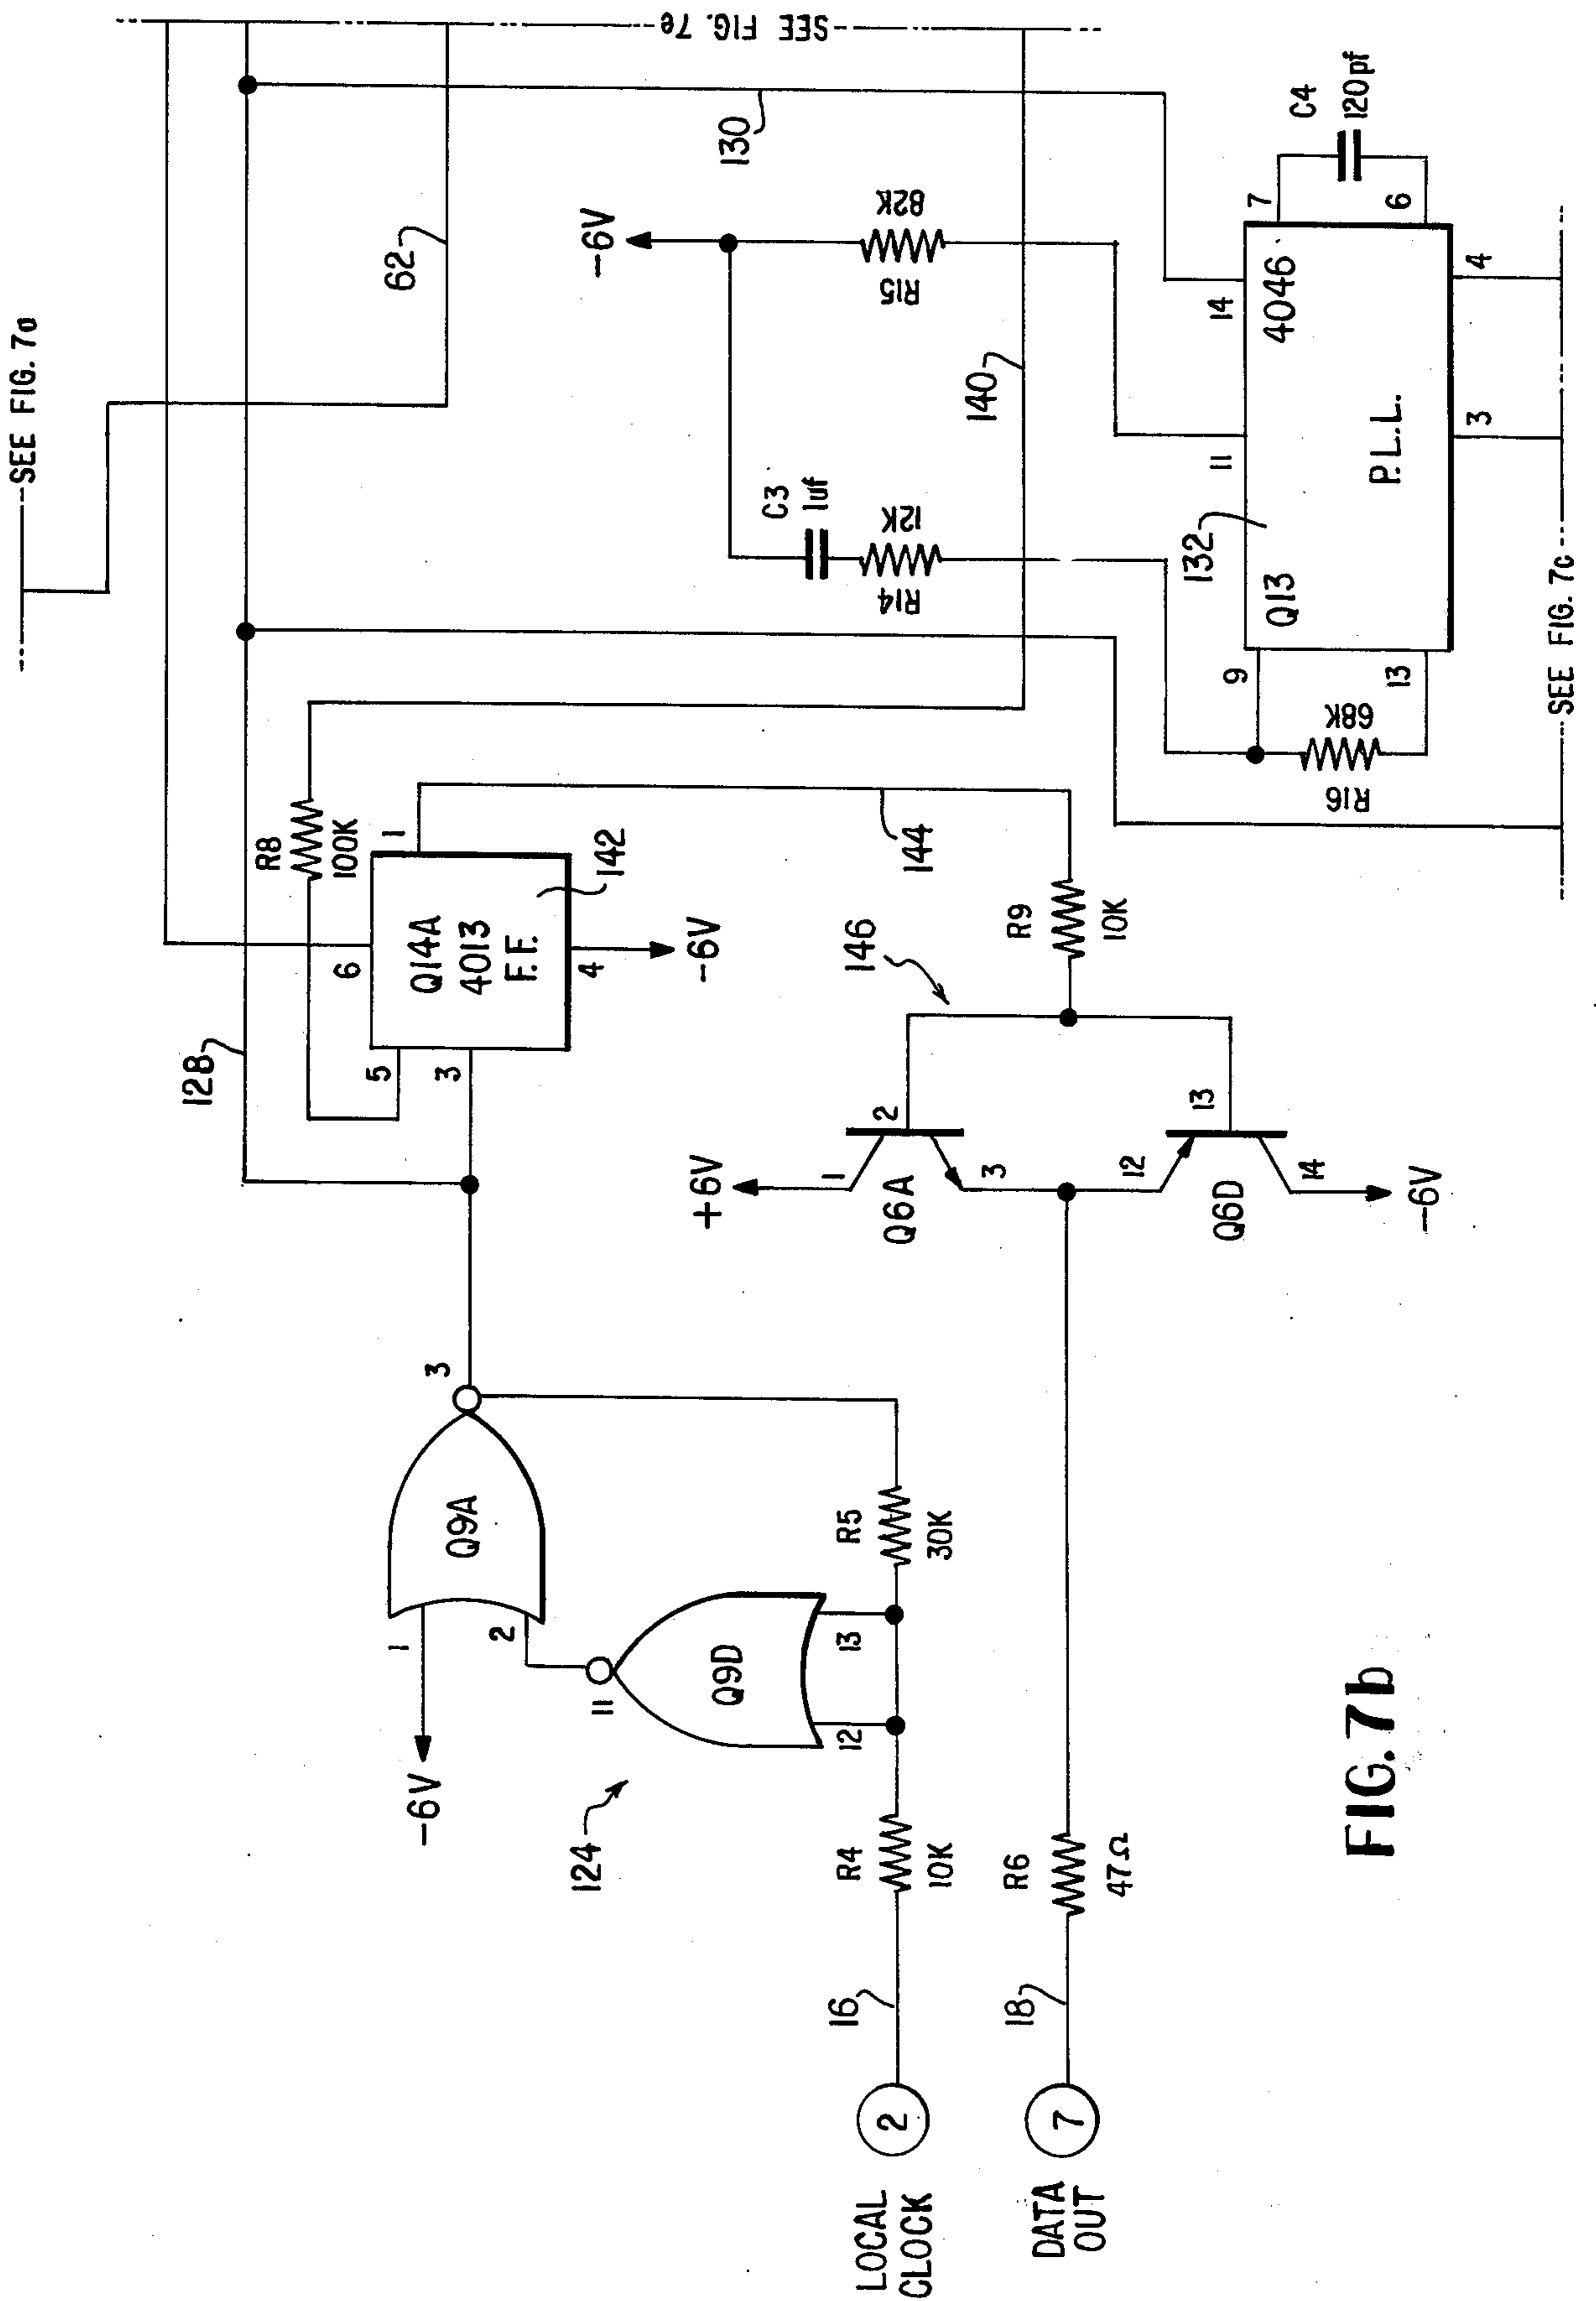 SEE FIG. 7a
SEE FIG. 7e
62
130
128
R8
100K
1
6
Q14A
4013
F.F.
142
5
3
4
-6V
140
144
-6V
C3
1uf
R14
12K
R15
82K
C4
120pf
7
6
14
11
4046
132
Q13
P.L.L.
9
13
R16
68K
3
4
SEE FIG. 7c
146
R9
10K
+6V
1
2
Q6A
3
12
13
Q6D
14
-6V
3
Q9A
1
2
-6V
11
Q9D
12
13
124
R5
30K
R4
10K
16
2
LOCAL
CLOCK
R6
47Ω
18
7
DATA
OUT
FIG. 7b